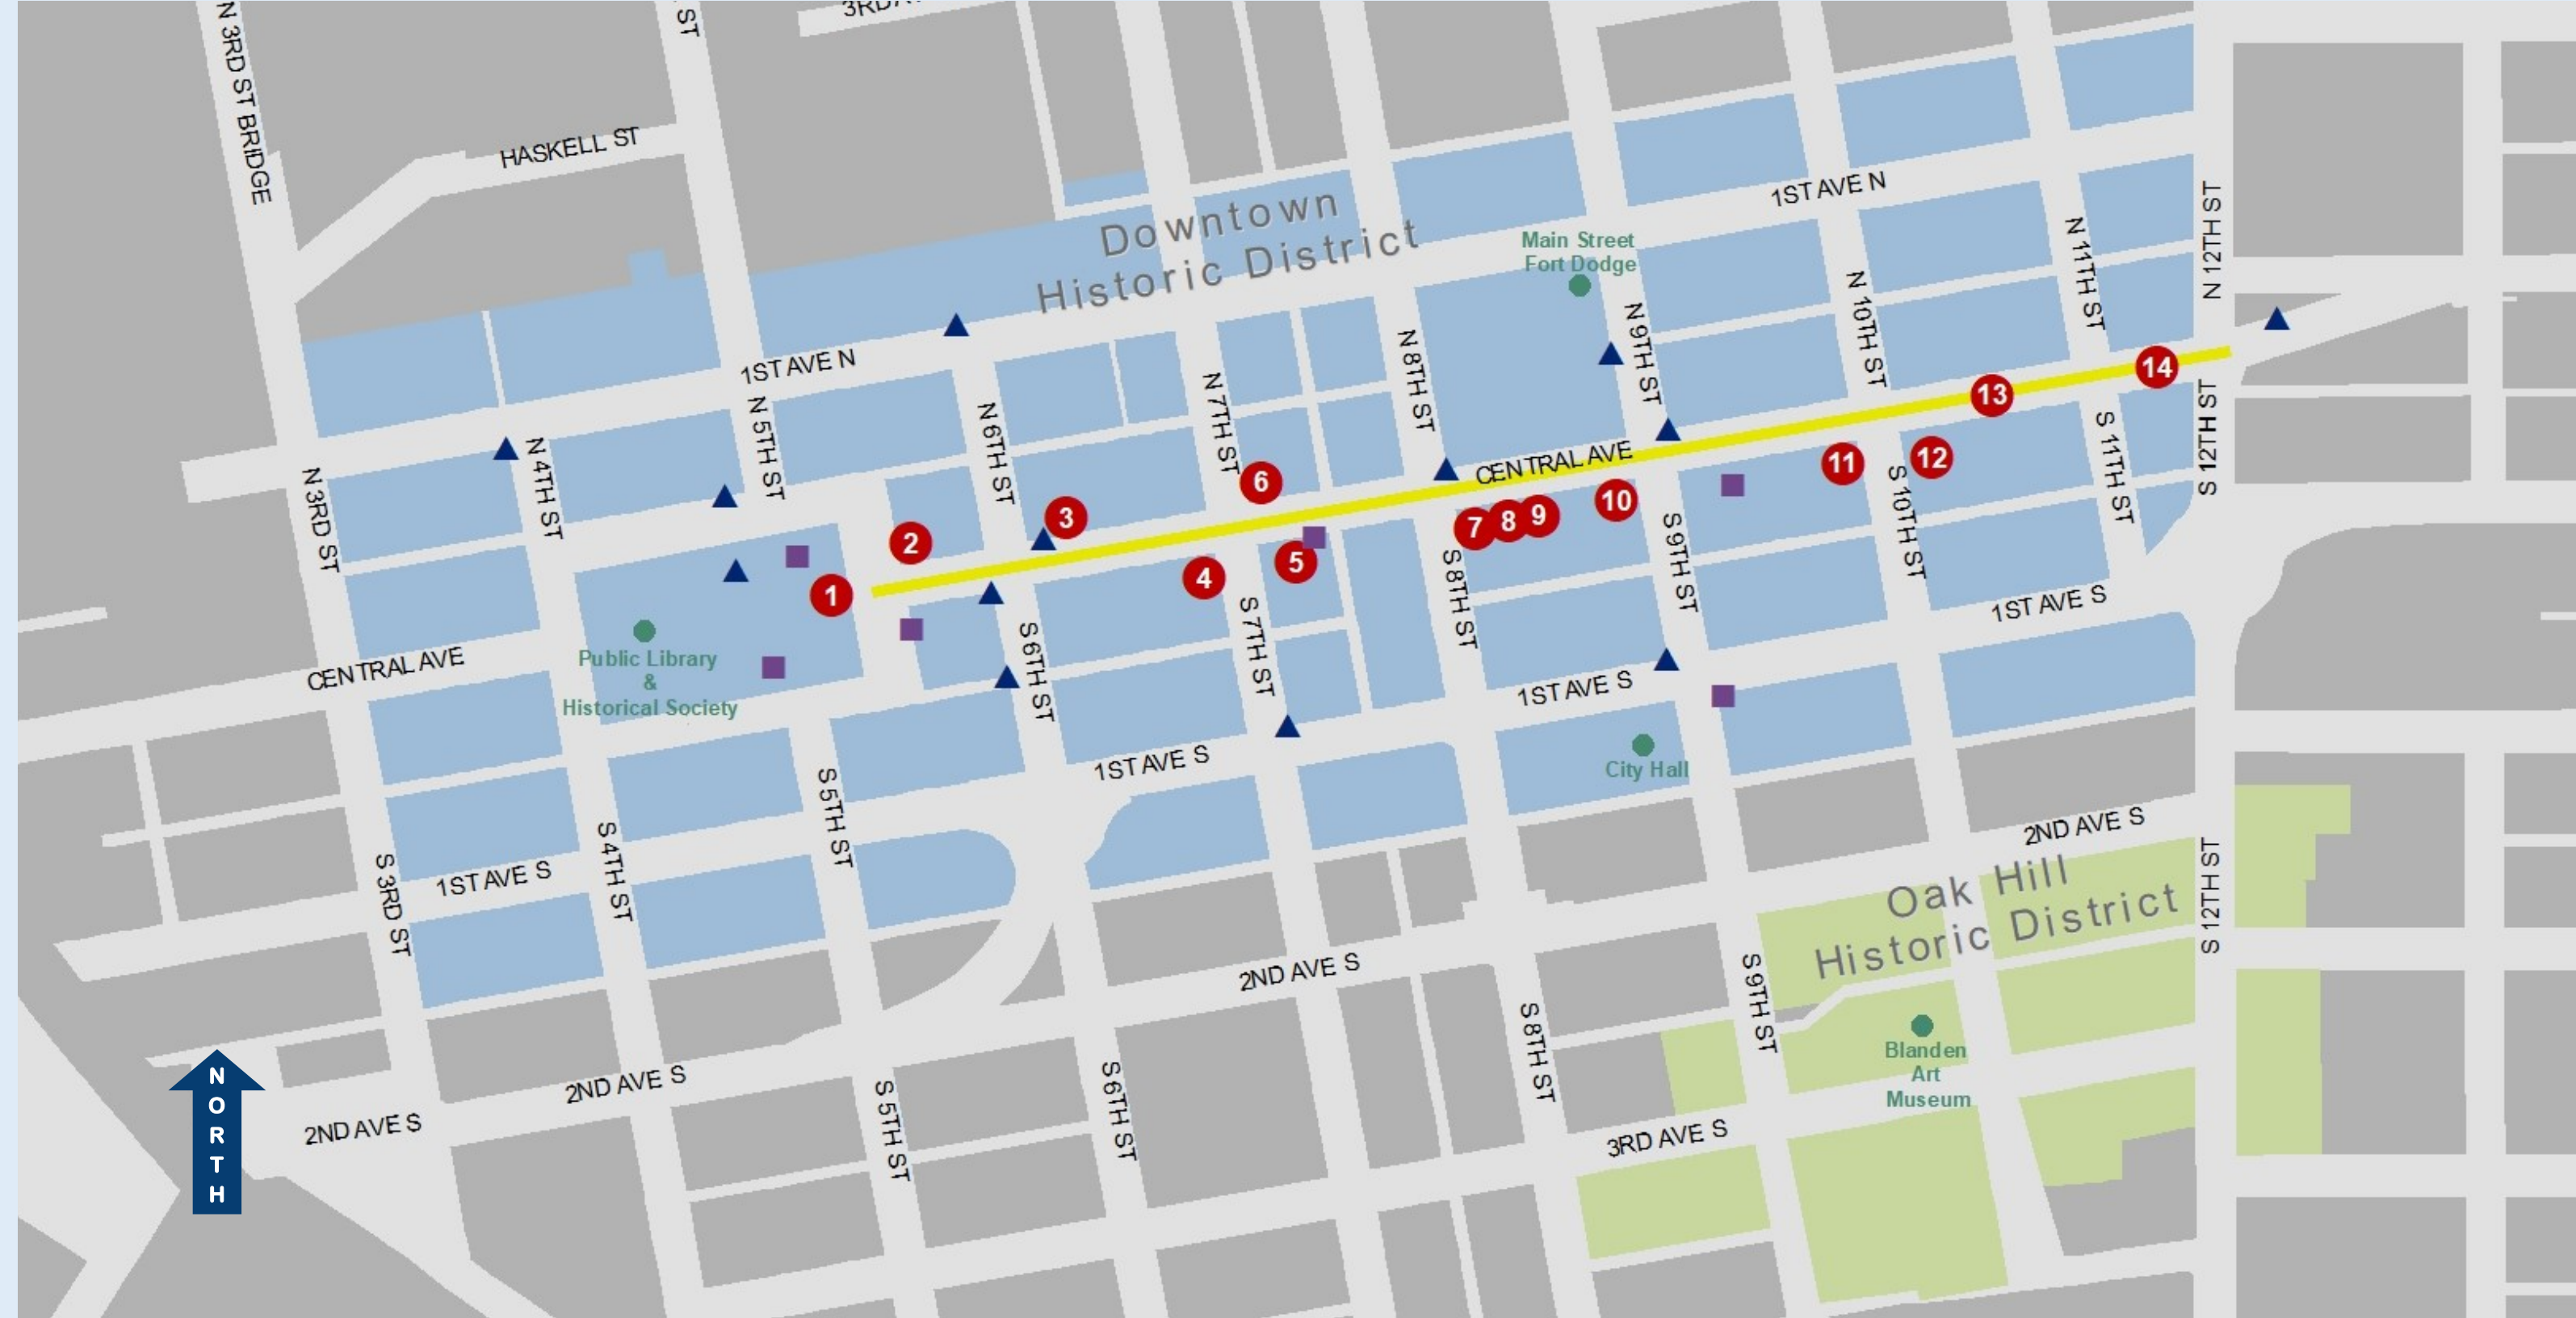 N 3RD ST BRIDGE
ST
HASKELL ST
Downtown
Historic District
Main Street
Fort Dodge
1ST AVE N
N 12TH ST
N 11TH ST
N 10TH ST
N 9TH ST
N 8TH ST
N 7TH ST
N 6TH ST
1ST AVE N
N 5TH ST
N 4TH ST
N 3RD ST
CENTRAL AVE
14
13
12
11
10
9
8
7
6
5
4
3
2
1
S 12TH ST
S 11TH ST
S 10TH ST
S 9TH ST
S 8TH ST
S 7TH ST
S 6TH ST
Public Library
&
Historical Society
CENTRAL AVE
1ST AVE S
1ST AVE S
City Hall
1ST AVE S
S 5TH ST
S 4TH ST
S 3RD ST
1ST AVE S
2ND AVE S
Oak Hill
Historic District
S 12TH ST
S 9TH ST
2ND AVE S
S 8TH ST
Blanden
Art
Museum
3RD AVE S
S 6TH ST
S 5TH ST
2ND AVE S
2ND AVE S
N
O
R
T
H